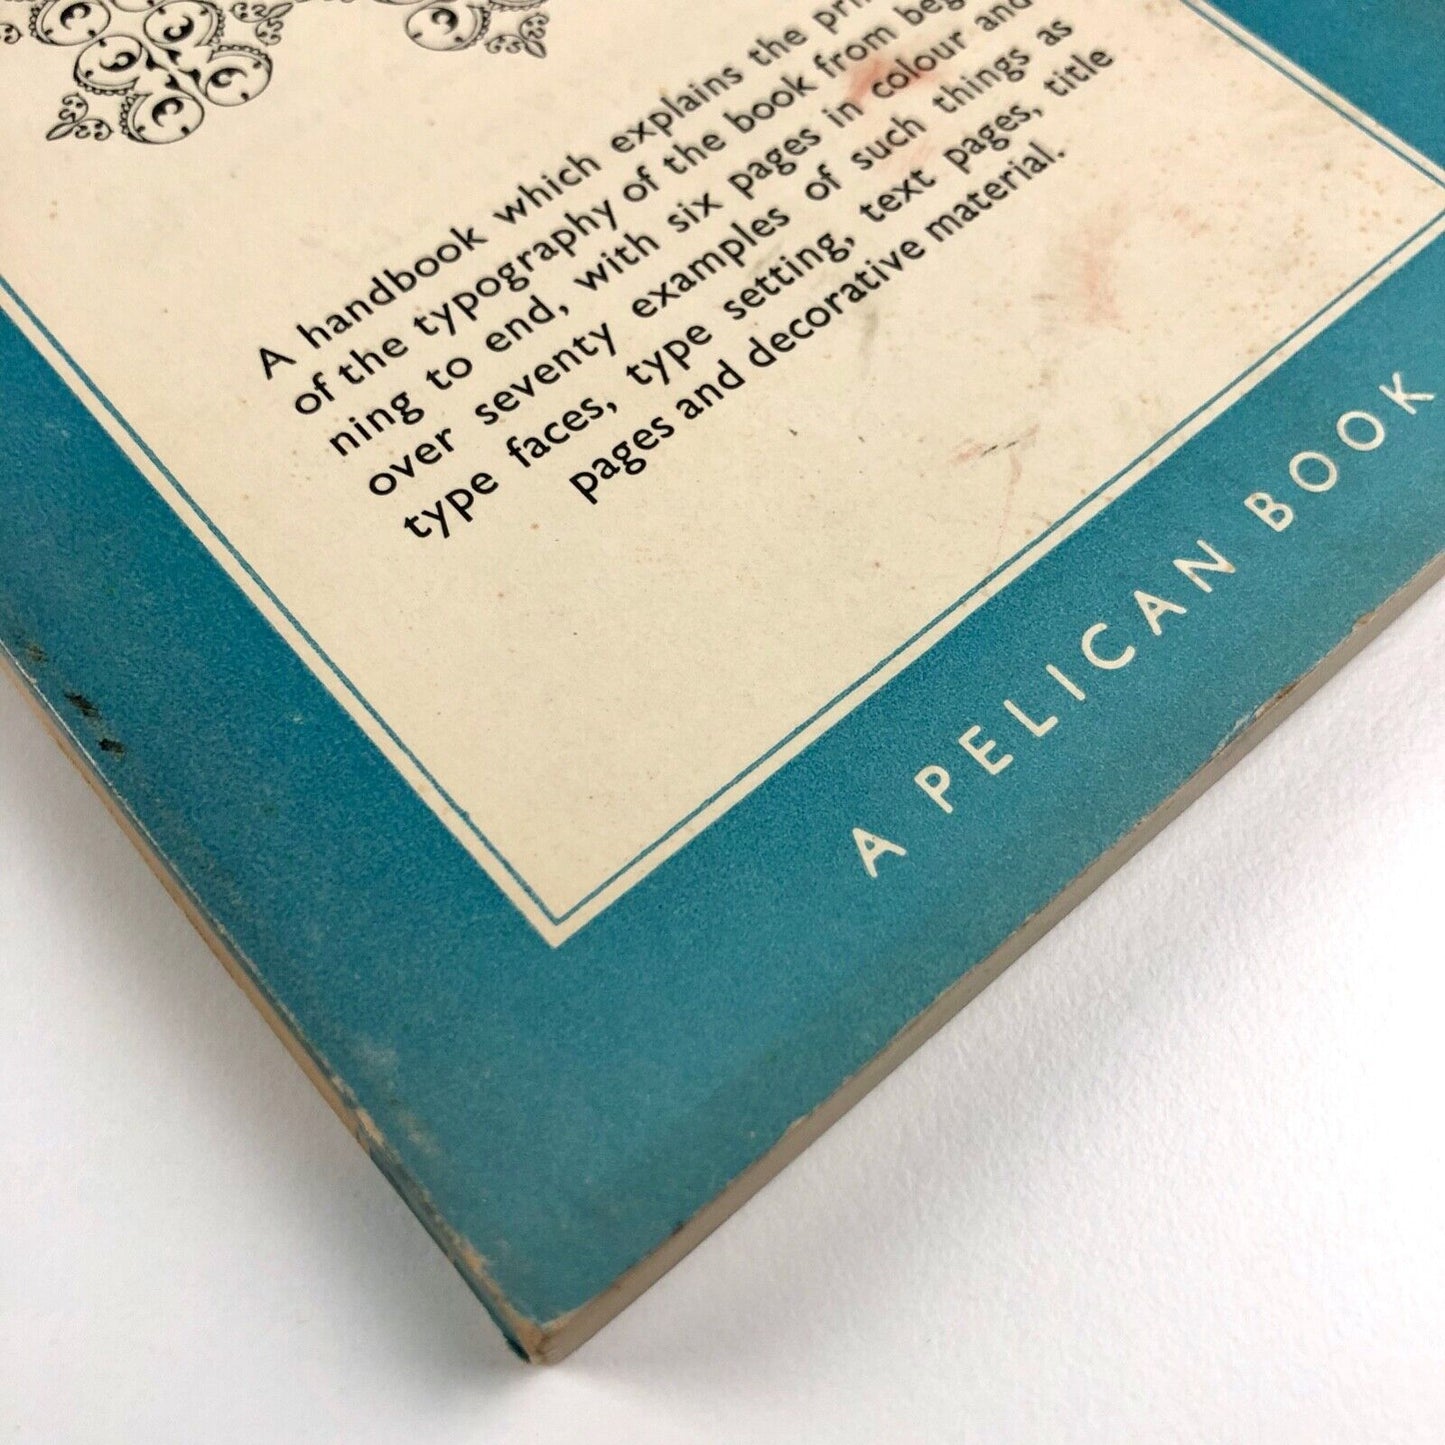 A handbook which explains the
of the typography of the book from
ning to end, with six pages in colour and
over seventy examples of such things as
type faces, type setting, text pages, title
pages and decorative material.
A PELICAN BOOK